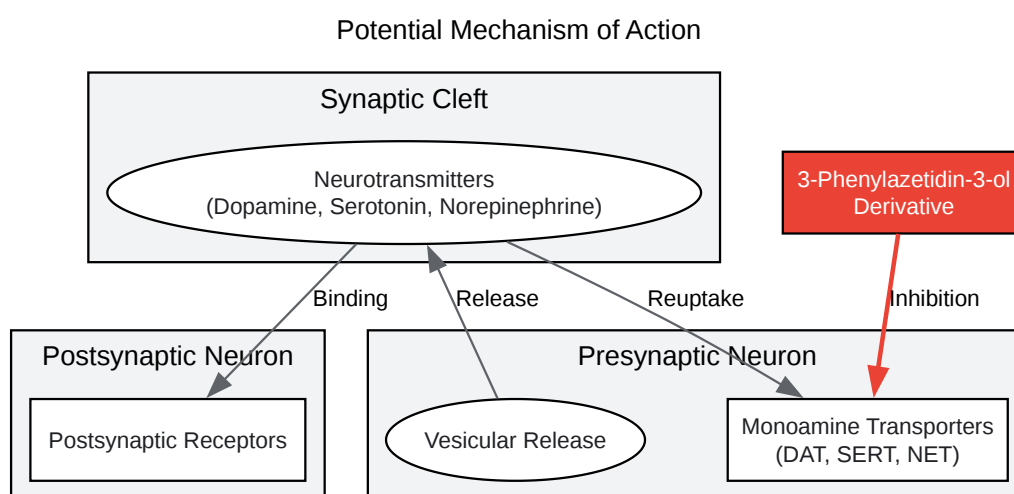 Potential Mechanism of Action
Synaptic Cleft
Neurotransmitters
(Dopamine, Serotonin, Norepinephrine)
3-Phenylazetidin-3-ol
Derivative
Binding
Release
Reuptake
Inhibition
Postsynaptic Neuron
Presynaptic Neuron
Postsynaptic Receptors
Vesicular Release
Monoamine Transporters
(DAT, SERT, NET)